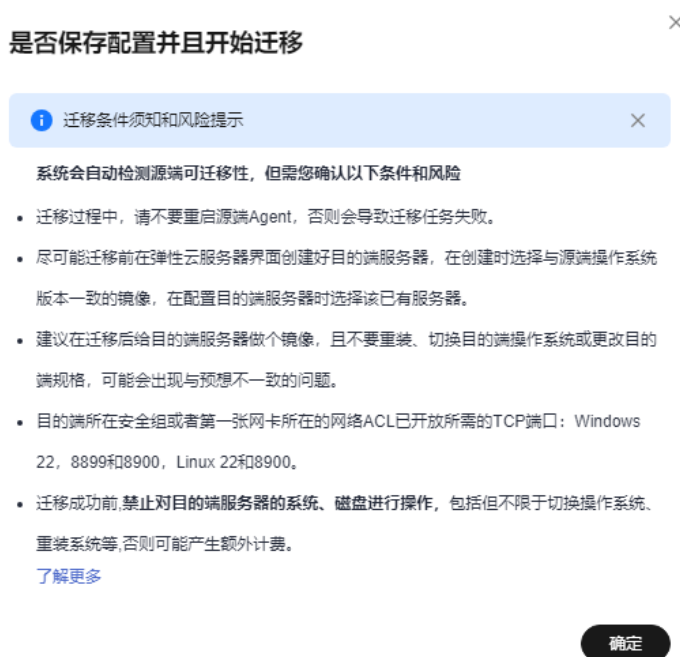 是否保存配置并且开始迁移
迁移条件须知和风险提示
系统会自动检测源端可迁移性，但需您确认以下条件和风险
迁移过程中，请不要重启源端Agent，否则会导致迁移任务失败。
尽可能迁移前在弹性云服务器界面创建好目的端服务器，在创建时选择与源端操作系统
版本一致的镜像，在配置目的端服务器时选择该已有服务器。
建议在迁移后给目的端服务器做个镜像，且不要重装、切换目的端操作系统或更改目的
端规格，可能会出现与预想不一致的问题。
目的端所在安全组或者第一张网卡所在的网络ACL已开放所需的TCP端口：Windows
22，8899和8900，Linux 22和8900。
迁移成功前,禁止对目的端服务器的系统、磁盘进行操作，包括但不限于切换操作系统、
重装系统等,否则可能产生额外计费。
了解更多
确定